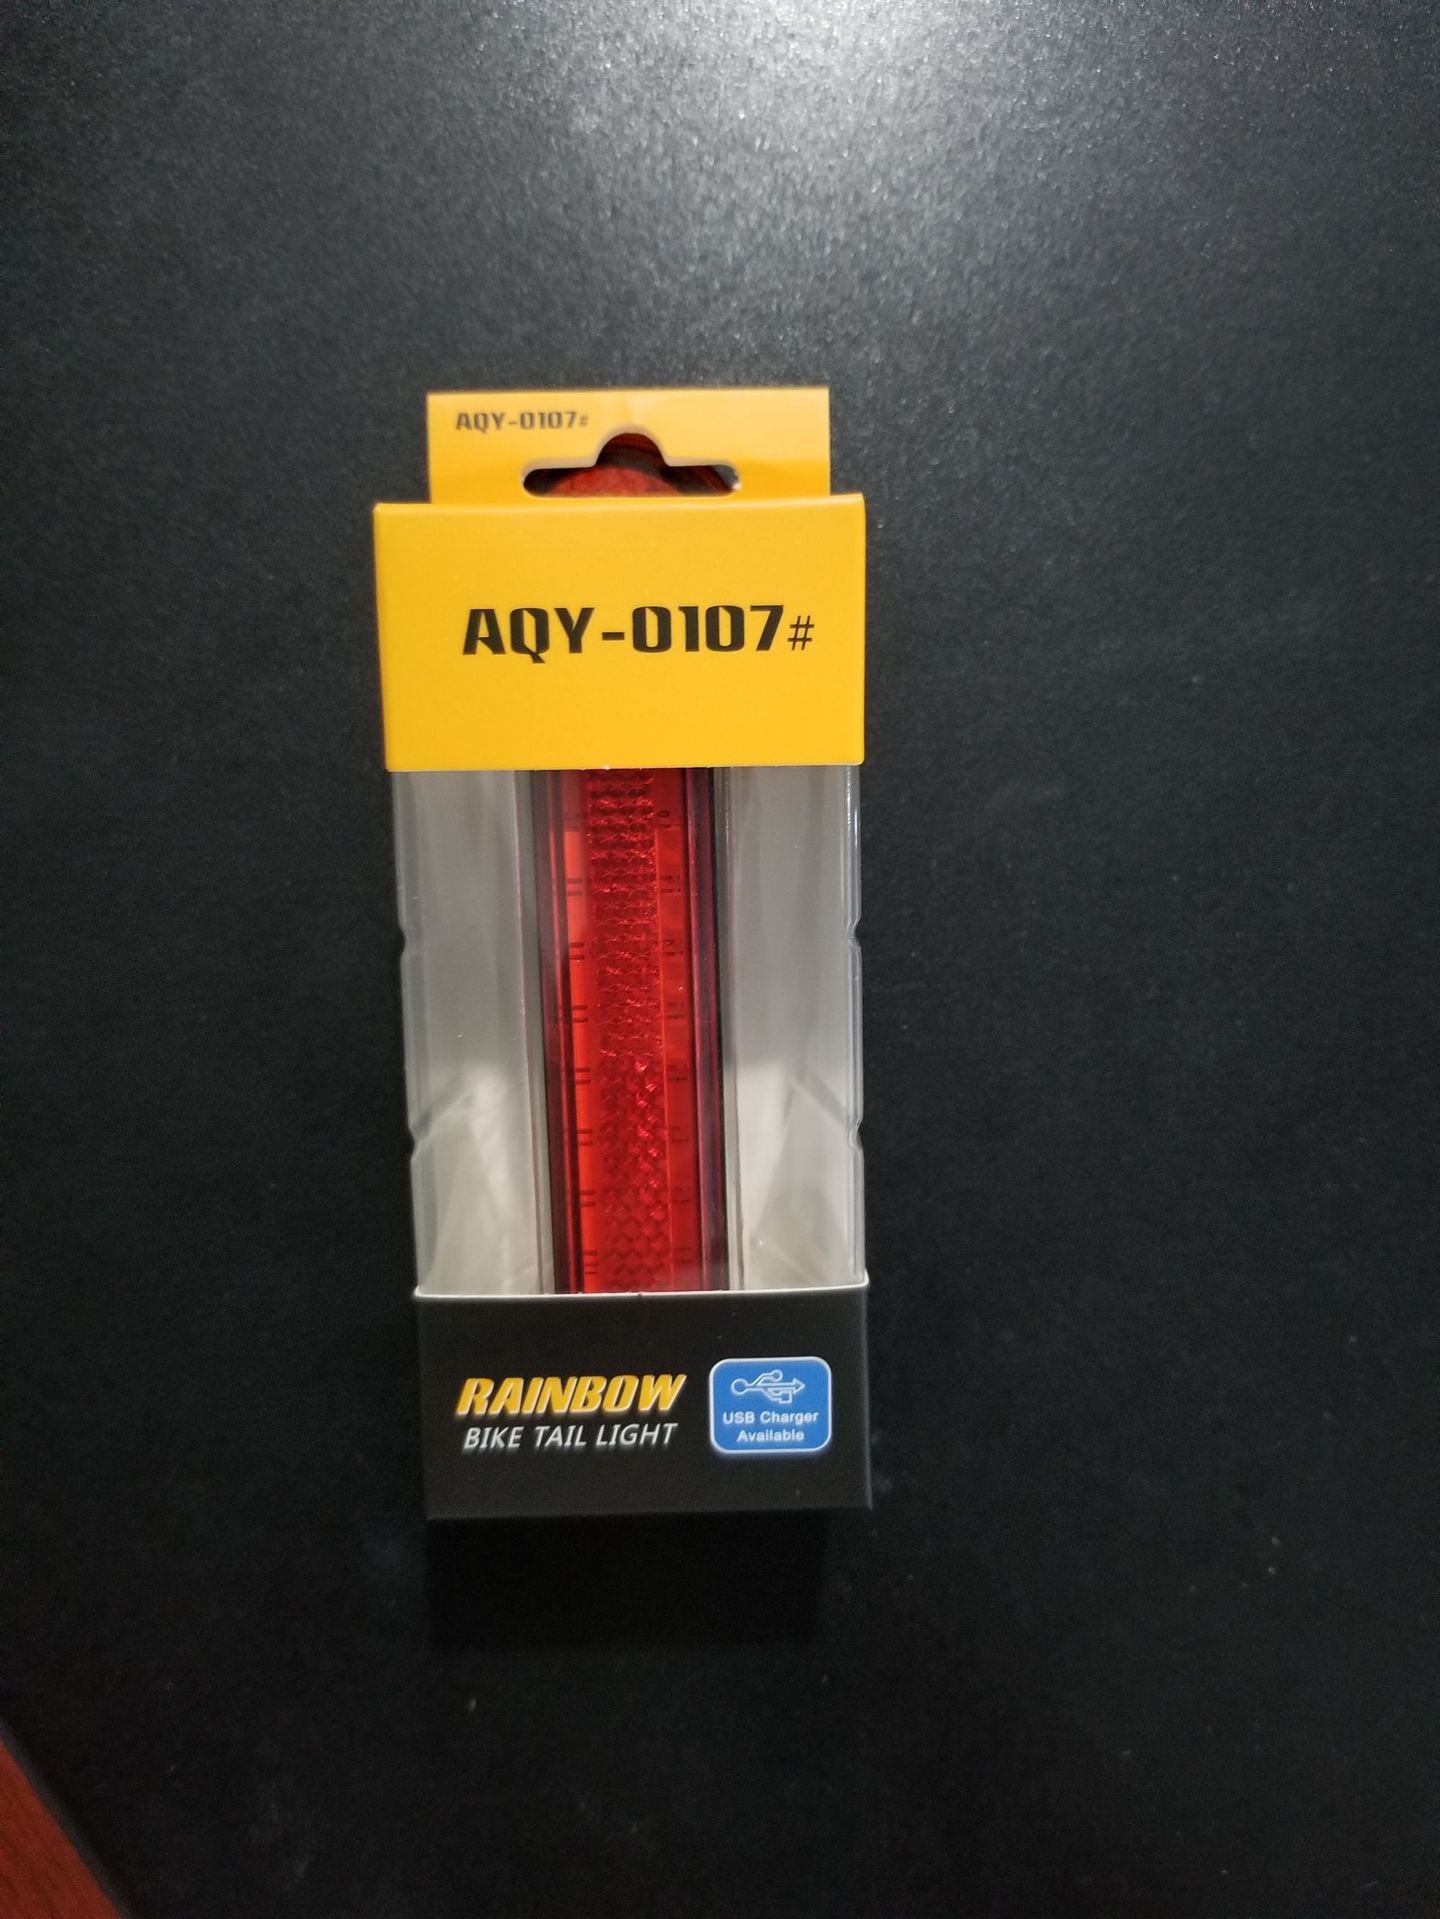 AQY-0107#
AQY-0107#
RAINBOW
BIKE TAIL LIGHT
USB Charger
Available